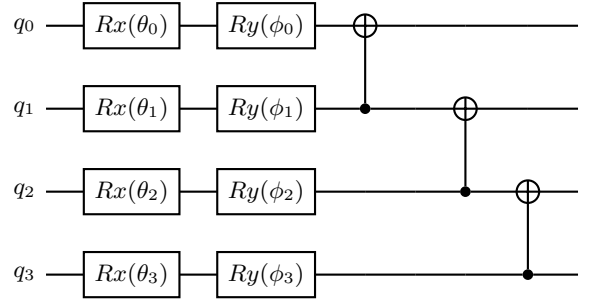 q₀ Rx(θ₀) Ry(ϕ₀)
q₁ Rx(θ₁) Ry(ϕ₁)
q₂ Rx(θ₂) Ry(ϕ₂)
q₃ Rx(θ₃) Ry(ϕ₃)